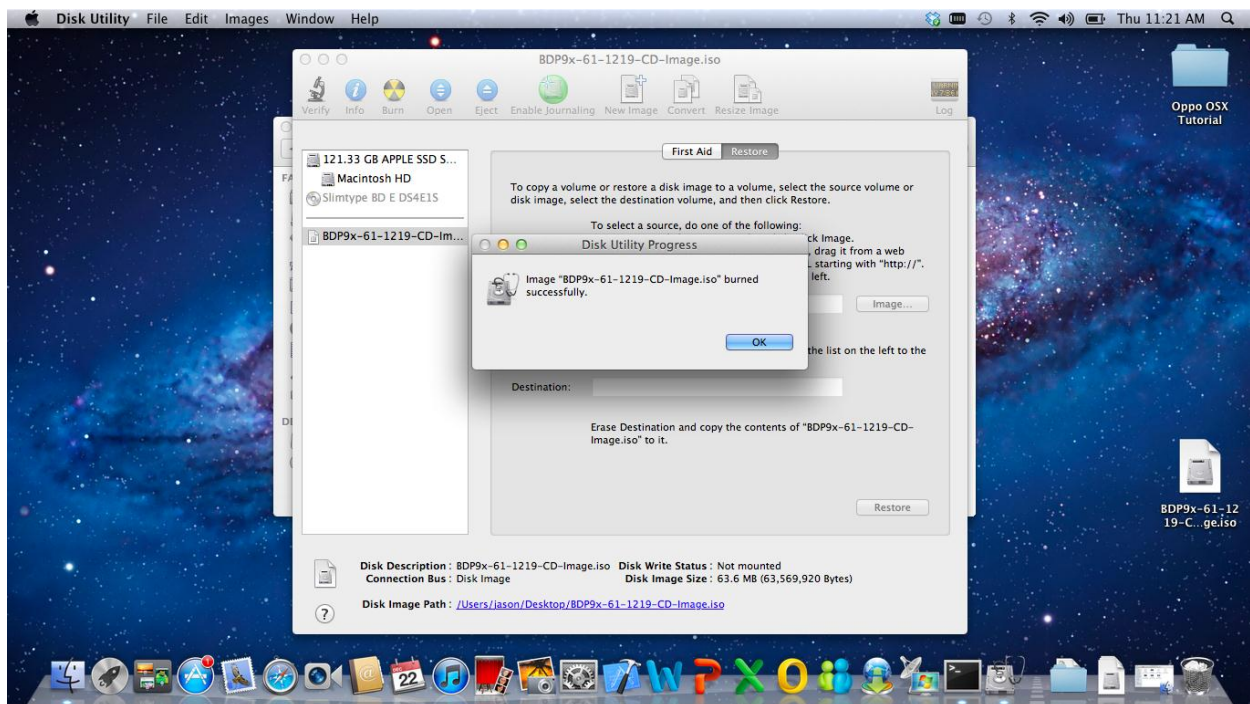 Disk Utility File Edit Images Window Help Thu 11:21 AM
BDP9x-61-1219-CD-Image.iso
Verify Info Burn Open Eject Enable Journaling New Image Convert Resize Image Log
Oppo OSX
Tutorial
First Aid Restore
121.33 GB APPLE SSD S...
Macintosh HD
Slimtype BD E DS4E1S
BDP9x-61-1219-CD-Im...
To copy a volume or restore a disk image to a volume, select the source volume or
disk image, select the destination volume, and then click Restore.
To select a source, do one of the following:
ck Image.
, drag it from a web
L starting with “http://”.
left.
Image...
Disk Utility Progress
Image “BDP9x-61-1219-CD-Image.iso” burned
successfully.
OK
the list on the left to the
Destination:
Erase Destination and copy the contents of “BDP9x-61-1219-CD-
Image.iso” to it.
Restore
BDP9x-61-12
19-C...ge.iso
Disk Description : BDP9x-61-1219-CD-Image.iso Disk Write Status : Not mounted
Connection Bus : Disk Image Disk Image Size : 63.6 MB (63,569,920 Bytes)
Disk Image Path : /Users/jason/Desktop/BDP9x-61-1219-CD-Image.iso
?
FA
DE
22